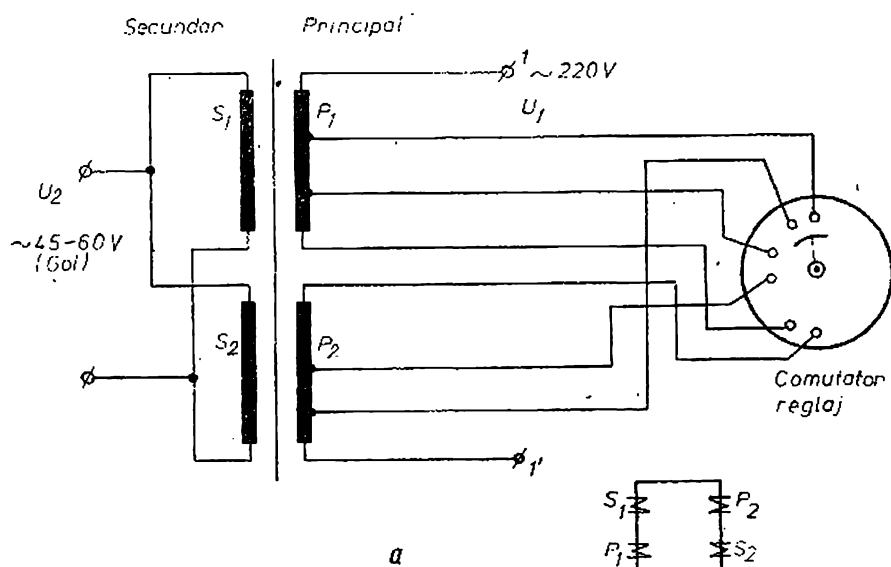 Secundar Principal
1 ~ 220V
S1 P1 U1
U2
~45-60V
(Gol)
S2 P2
Comutator
reglaj
1'
S1 P2
P1 S2
a